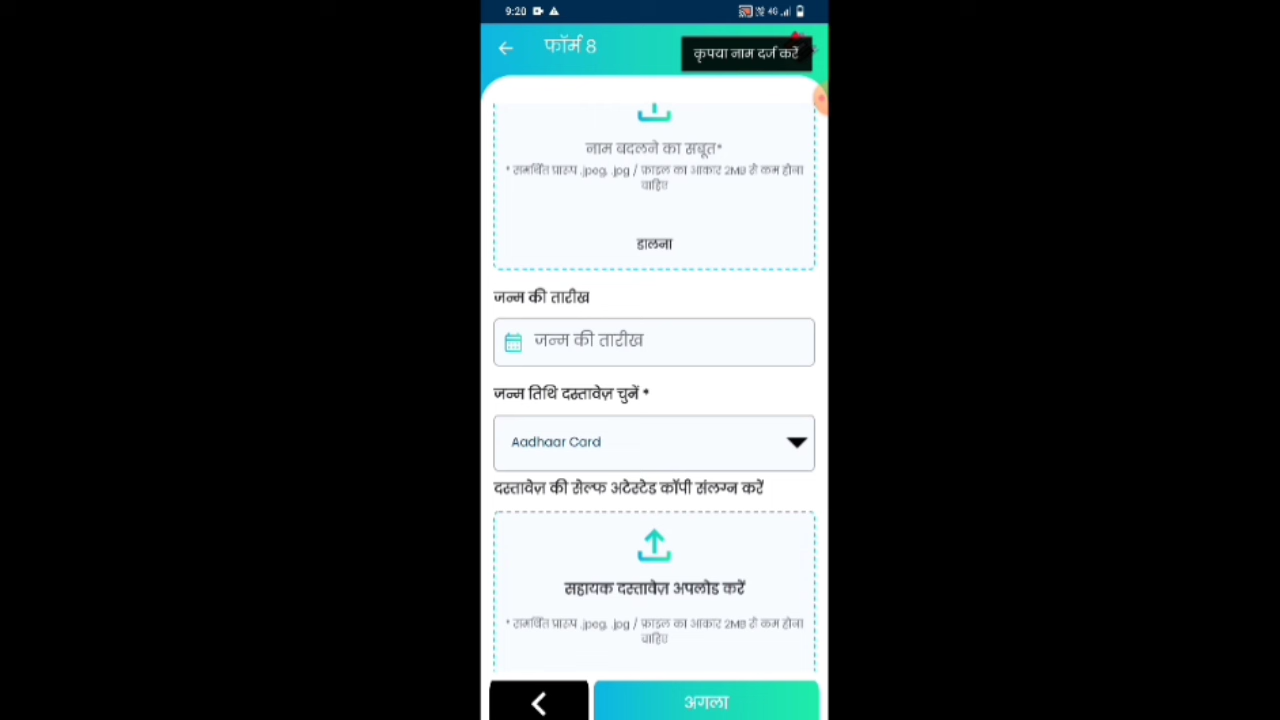 9:20
4G
फॉर्म 8
कृपया नाम दर्ज करें
नाम बदलने का सबूत*
* समर्थित प्रारूप .jpeg, .jpg / फ़ाइल का आकार 2MB से कम होना
चाहिए
डालना
जन्म की तारीख
जन्म की तारीख
जन्म तिथि दस्तावेज़ चुनें *
Aadhaar Card
दस्तावेज़ की सेल्फ अटेस्टेड कॉपी संलग्न करें
सहायक दस्तावेज़ अपलोड करें
* समर्थित प्रारूप .jpeg, .jpg / फ़ाइल का आकार 2MB से कम होना
चाहिए
अगला